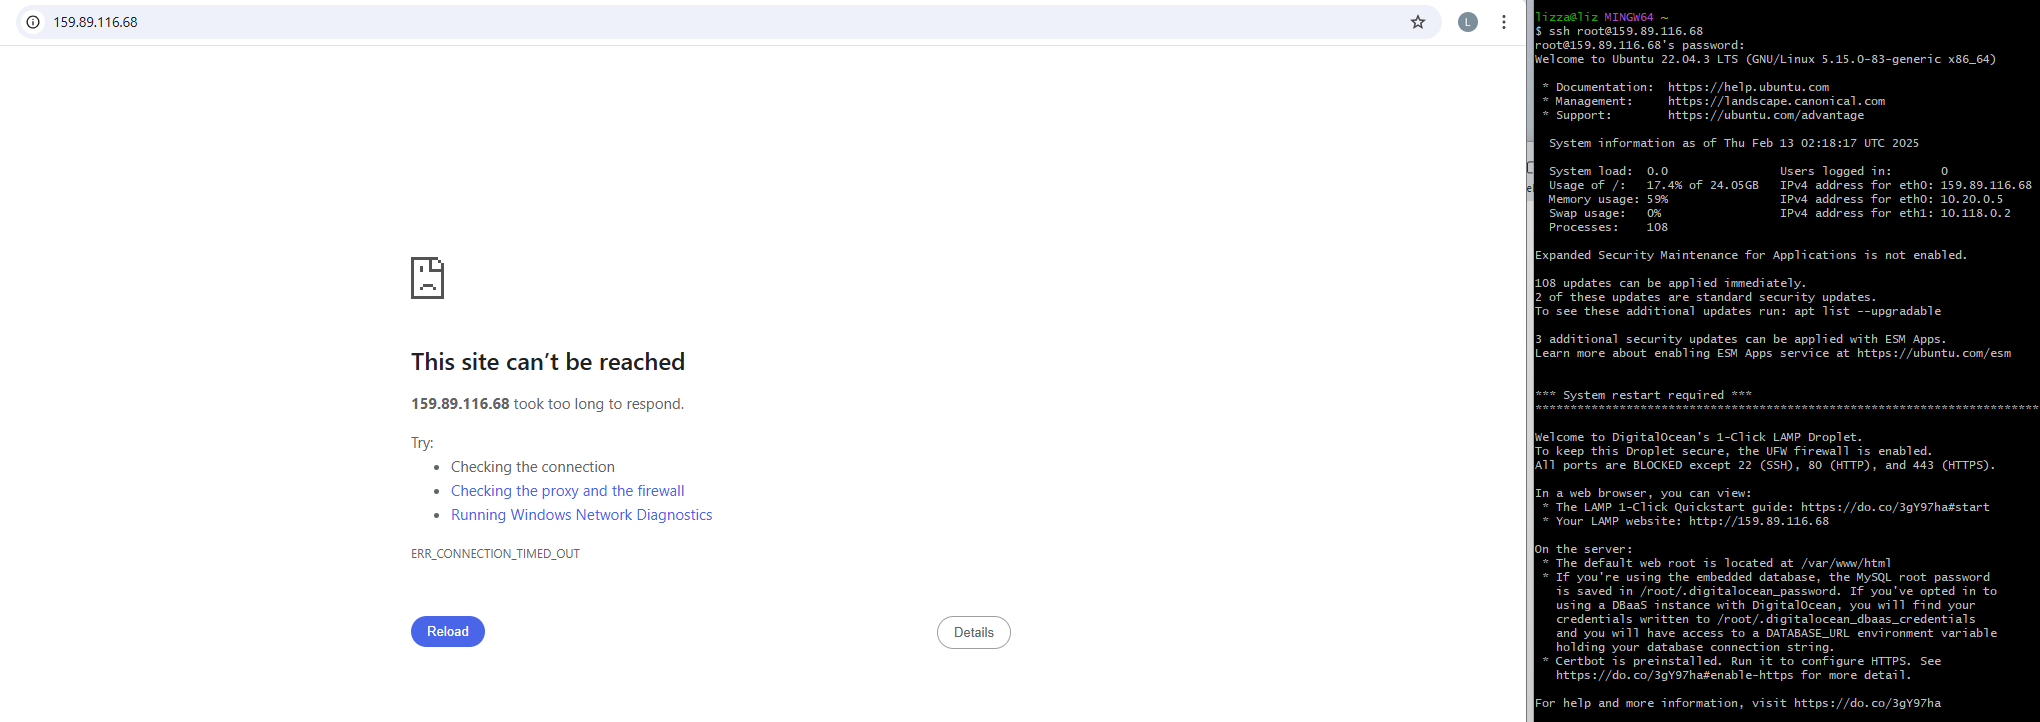 159.89.116.68
L
This site can’t be reached
159.89.116.68 took too long to respond.
Try:
• Checking the connection
• Checking the proxy and the firewall
• Running Windows Network Diagnostics
ERR_CONNECTION_TIMED_OUT
Reload
Details
lizza@liz MINGW64 ~
$ ssh root@159.89.116.68
root@159.89.116.68's password:
Welcome to Ubuntu 22.04.3 LTS (GNU/Linux 5.15.0-83-generic x86_64)
* Documentation:  https://help.ubuntu.com
* Management:     https://landscape.canonical.com
* Support:        https://ubuntu.com/advantage
System information as of Thu Feb 13 02:18:17 UTC 2025
System load:  0.0                Users logged in:       0
Usage of /:   17.4% of 24.05GB   IPv4 address for eth0: 159.89.116.68
Memory usage: 59%                IPv4 address for eth0: 10.20.0.5
Swap usage:   0%                 IPv4 address for eth1: 10.118.0.2
Processes:    108
Expanded Security Maintenance for Applications is not enabled.
108 updates can be applied immediately.
2 of these updates are standard security updates.
To see these additional updates run: apt list --upgradable
3 additional security updates can be applied with ESM Apps.
Learn more about enabling ESM Apps service at https://ubuntu.com/esm
*** System restart required ***
************************************************************************
Welcome to DigitalOcean's 1-Click LAMP Droplet.
To keep this Droplet secure, the UFW firewall is enabled.
All ports are BLOCKED except 22 (SSH), 80 (HTTP), and 443 (HTTPS).
In a web browser, you can view:
* The LAMP 1-Click Quickstart guide: https://do.co/3gY97ha#start
* Your LAMP website: http://159.89.116.68
On the server:
* The default web root is located at /var/www/html
* If you're using the embedded database, the MySQL root password
is saved in /root/.digitalocean_password. If you've opted in to
using a DBaaS instance with DigitalOcean, you will find your
credentials written to /root/.digitalocean_dbaas_credentials
and you will have access to a DATABASE_URL environment variable
holding your database connection string.
* Certbot is preinstalled. Run it to configure HTTPS. See
https://do.co/3gY97ha#enable-https for more detail.
For help and more information, visit https://do.co/3gY97ha